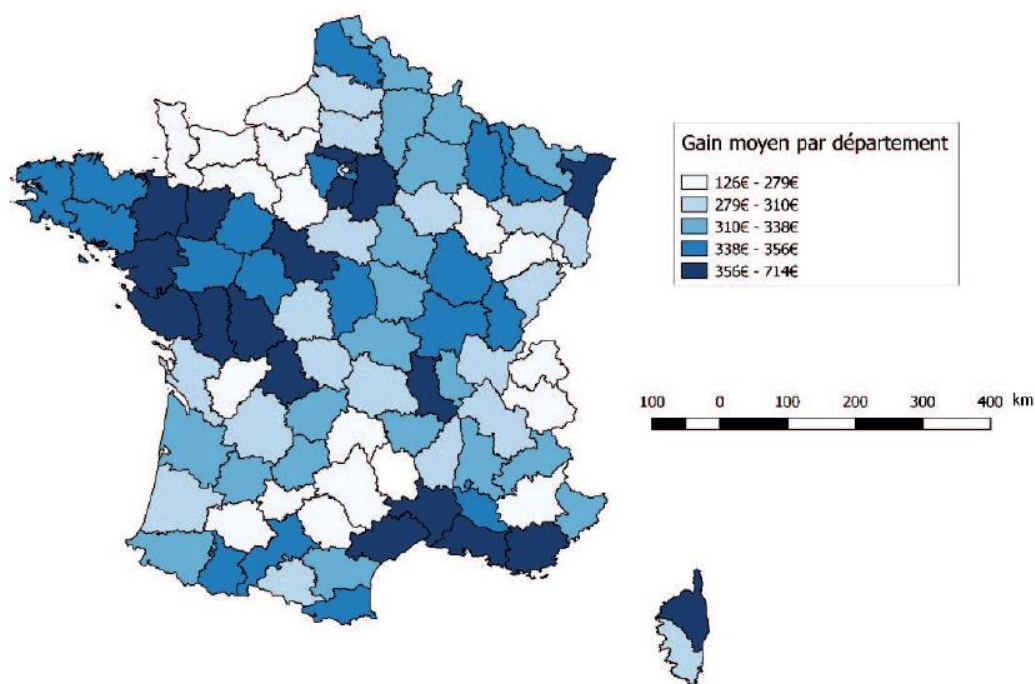 Gain moyen par département
126€ - 279€
279€ - 310€
310€ - 338€
338€ - 356€
356€ - 714€
100 0 100 200 300 400 km